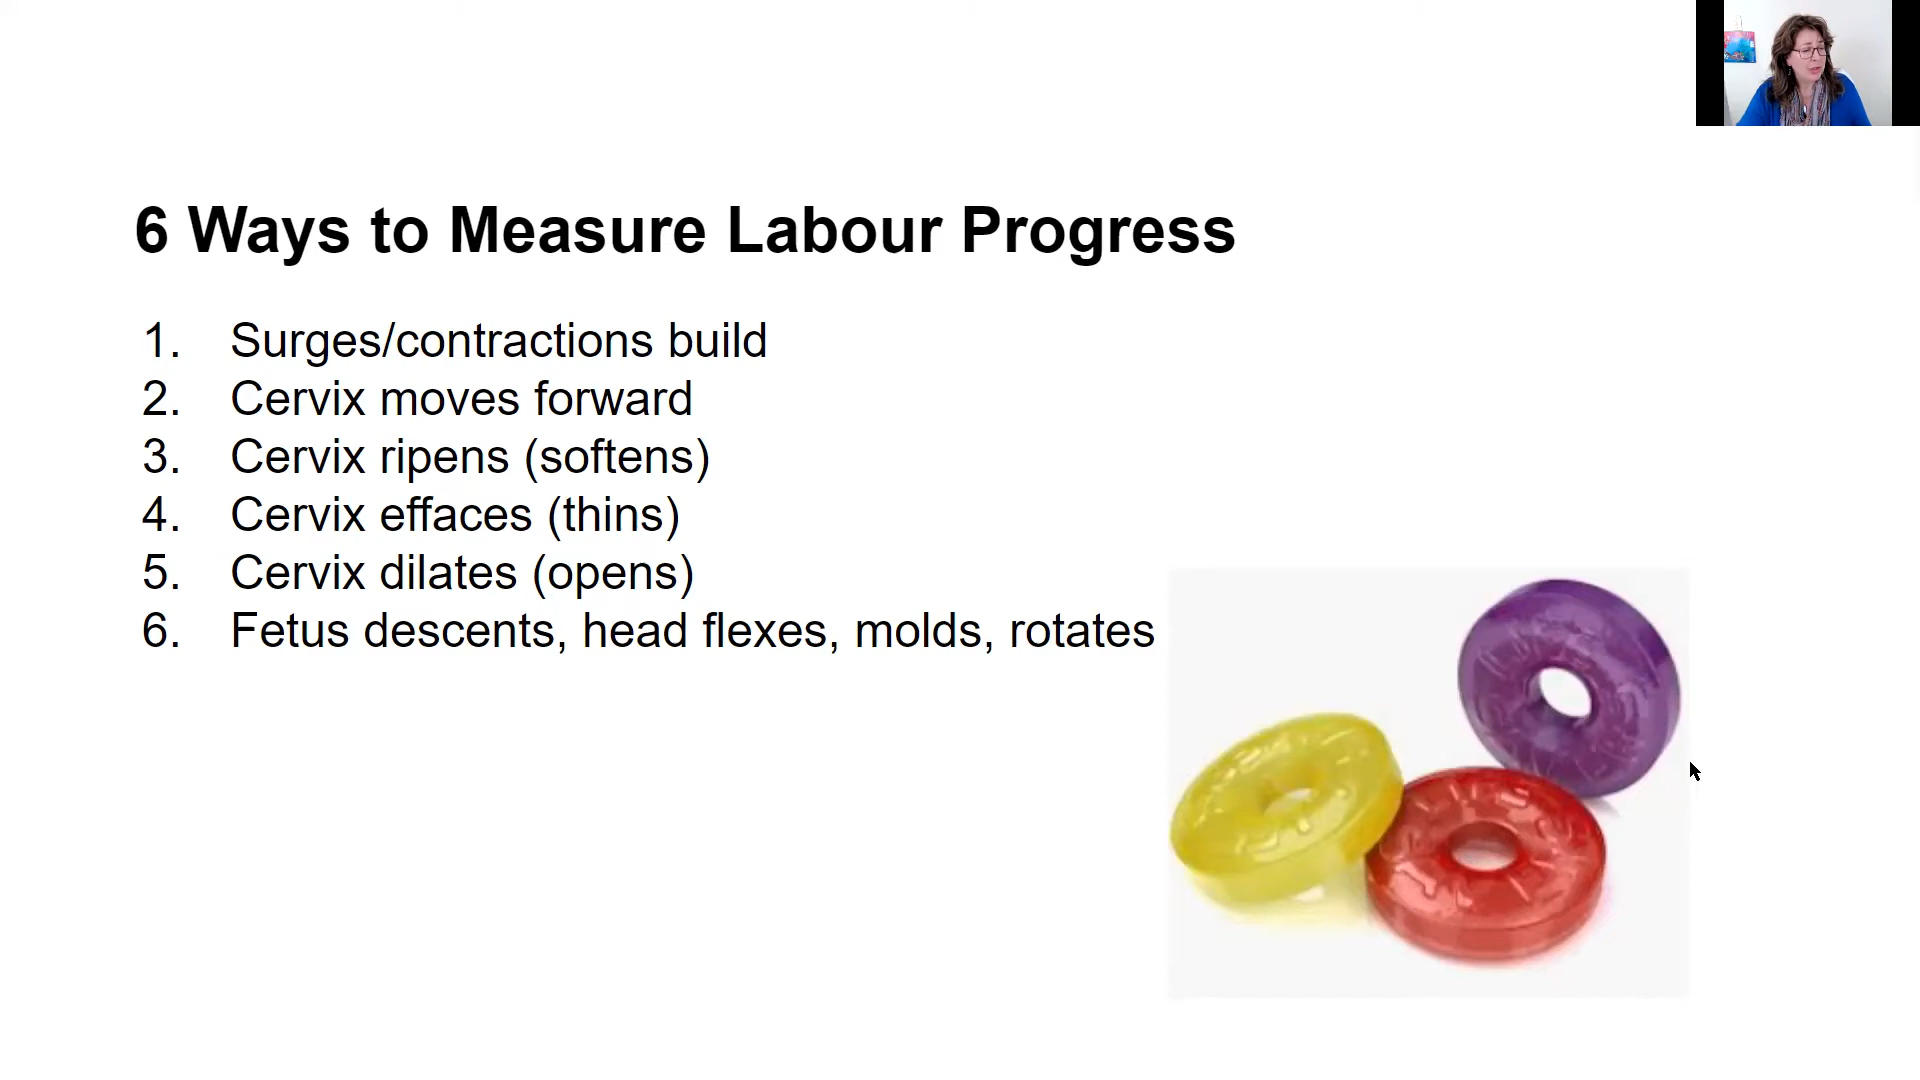 6 Ways to Measure Labour Progress
1. Surges/contractions build
2. Cervix moves forward
3. Cervix ripens (softens)
4. Cervix effaces (thins)
5. Cervix dilates (opens)
6. Fetus descents, head flexes, molds, rotates